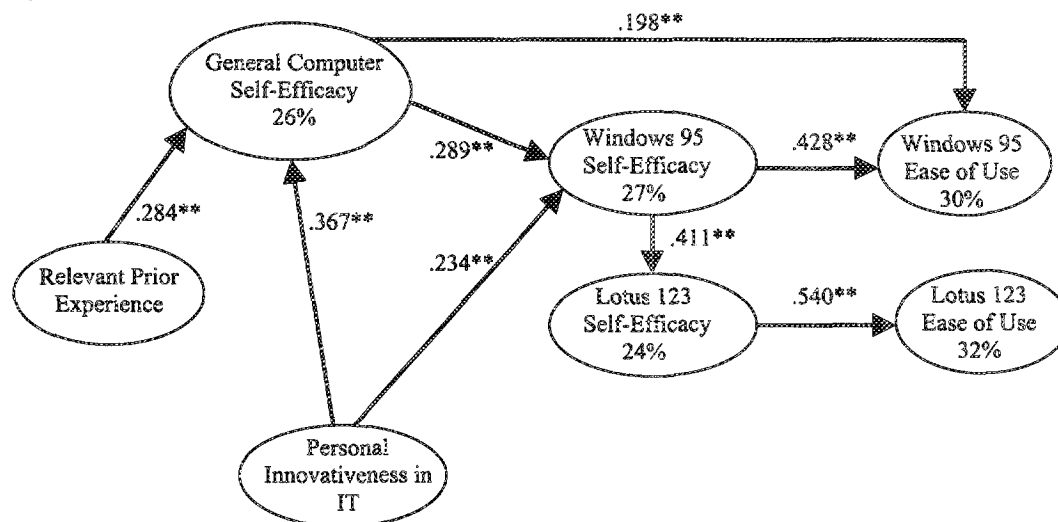 .198**
General Computer
Self-Efficacy
26%
.289**
Windows 95
Self-Efficacy
27%
.428**
Windows 95
Ease of Use
30%
.284**
.367**
.234**
.411**
Relevant Prior
Experience
Lotus 123
Self-Efficacy
24%
.540**
Lotus 123
Ease of Use
32%
Personal
Innovativeness in
IT